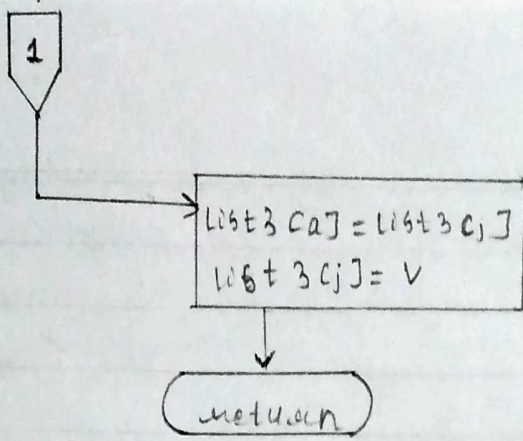 1
list3[a] = list3[j]
list3[j] = v
return